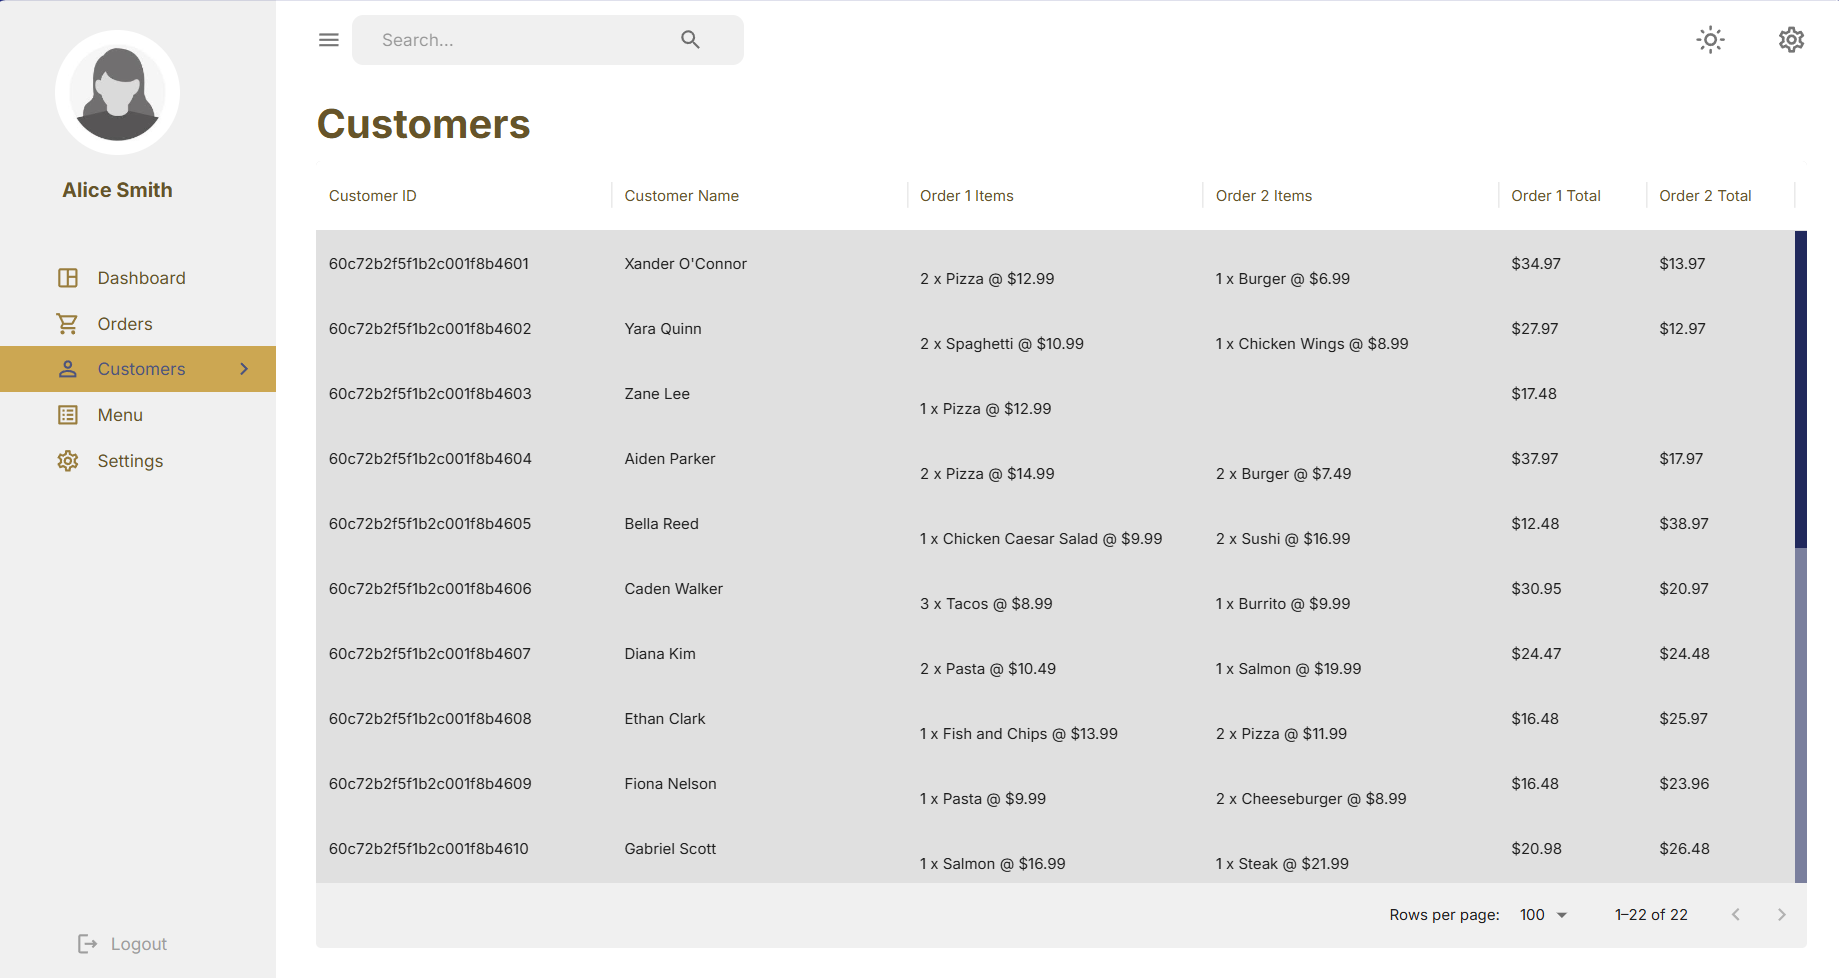 Search...
Alice Smith
Dashboard
Orders
Customers
Menu
Settings
Logout
Customers
Customer ID Customer Name Order 1 Items Order 2 Items Order 1 Total Order 2 Total
60c72b2f5f1b2c001f8b4601 Xander O'Connor 2 x Pizza @ $12.99 1 x Burger @ $6.99 $34.97 $13.97
60c72b2f5f1b2c001f8b4602 Yara Quinn 2 x Spaghetti @ $10.99 1 x Chicken Wings @ $8.99 $27.97 $12.97
60c72b2f5f1b2c001f8b4603 Zane Lee 1 x Pizza @ $12.99 $17.48
60c72b2f5f1b2c001f8b4604 Aiden Parker 2 x Pizza @ $14.99 2 x Burger @ $7.49 $37.97 $17.97
60c72b2f5f1b2c001f8b4605 Bella Reed 1 x Chicken Caesar Salad @ $9.99 2 x Sushi @ $16.99 $12.48 $38.97
60c72b2f5f1b2c001f8b4606 Caden Walker 3 x Tacos @ $8.99 1 x Burrito @ $9.99 $30.95 $20.97
60c72b2f5f1b2c001f8b4607 Diana Kim 2 x Pasta @ $10.49 1 x Salmon @ $19.99 $24.47 $24.48
60c72b2f5f1b2c001f8b4608 Ethan Clark 1 x Fish and Chips @ $13.99 2 x Pizza @ $11.99 $16.48 $25.97
60c72b2f5f1b2c001f8b4609 Fiona Nelson 1 x Pasta @ $9.99 2 x Cheeseburger @ $8.99 $16.48 $23.96
60c72b2f5f1b2c001f8b4610 Gabriel Scott 1 x Salmon @ $16.99 1 x Steak @ $21.99 $20.98 $26.48
Rows per page: 100 1–22 of 22